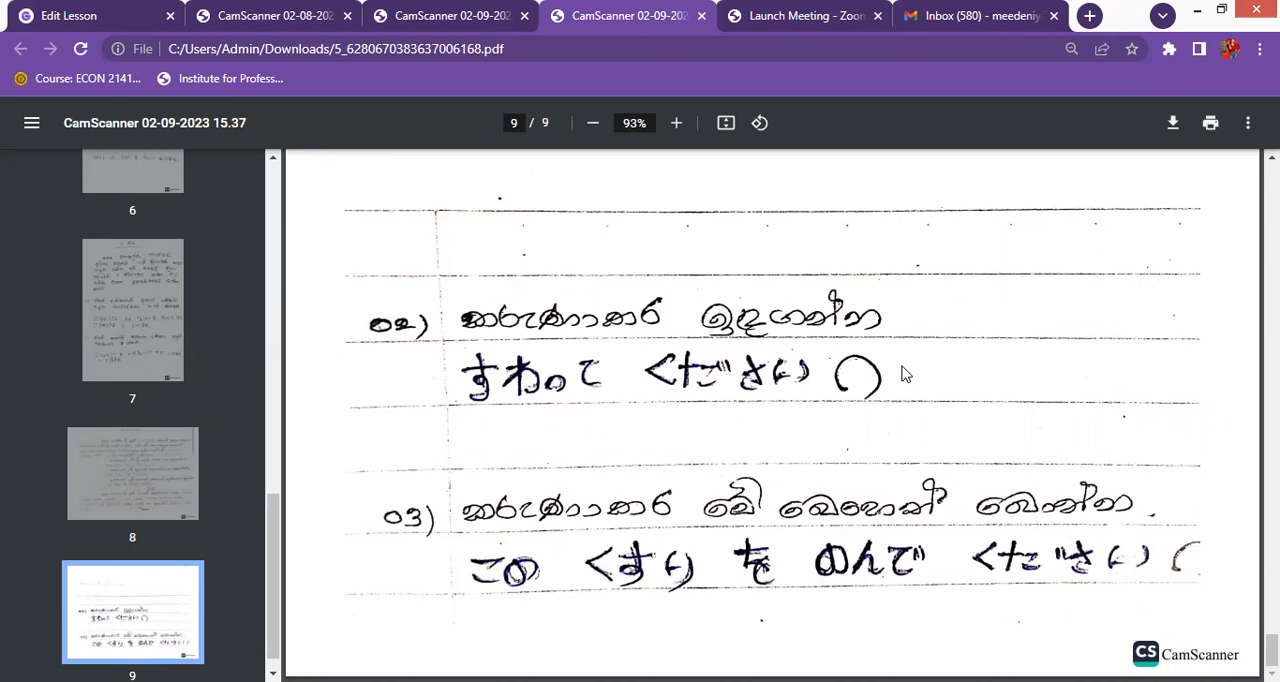 Edit Lesson
CamScanner 02-08-202
CamScanner 02-09-202
CamScanner 02-09-202
Launch Meeting - Zoom
Inbox (580) - meedeniy
File
C:/Users/Admin/Downloads/5_6280670383637006168.pdf
Course: ECON 2141...
Institute for Profess...
CamScanner 02-09-2023 15.37
9 / 9
93%
6
7
8
9
02) කරුණාකර ඉඳගන්න
すわって ください
03) කරුණාකර මේ බෙහෙත් බොන්න.
この くすり を のんで ください
CS CamScanner